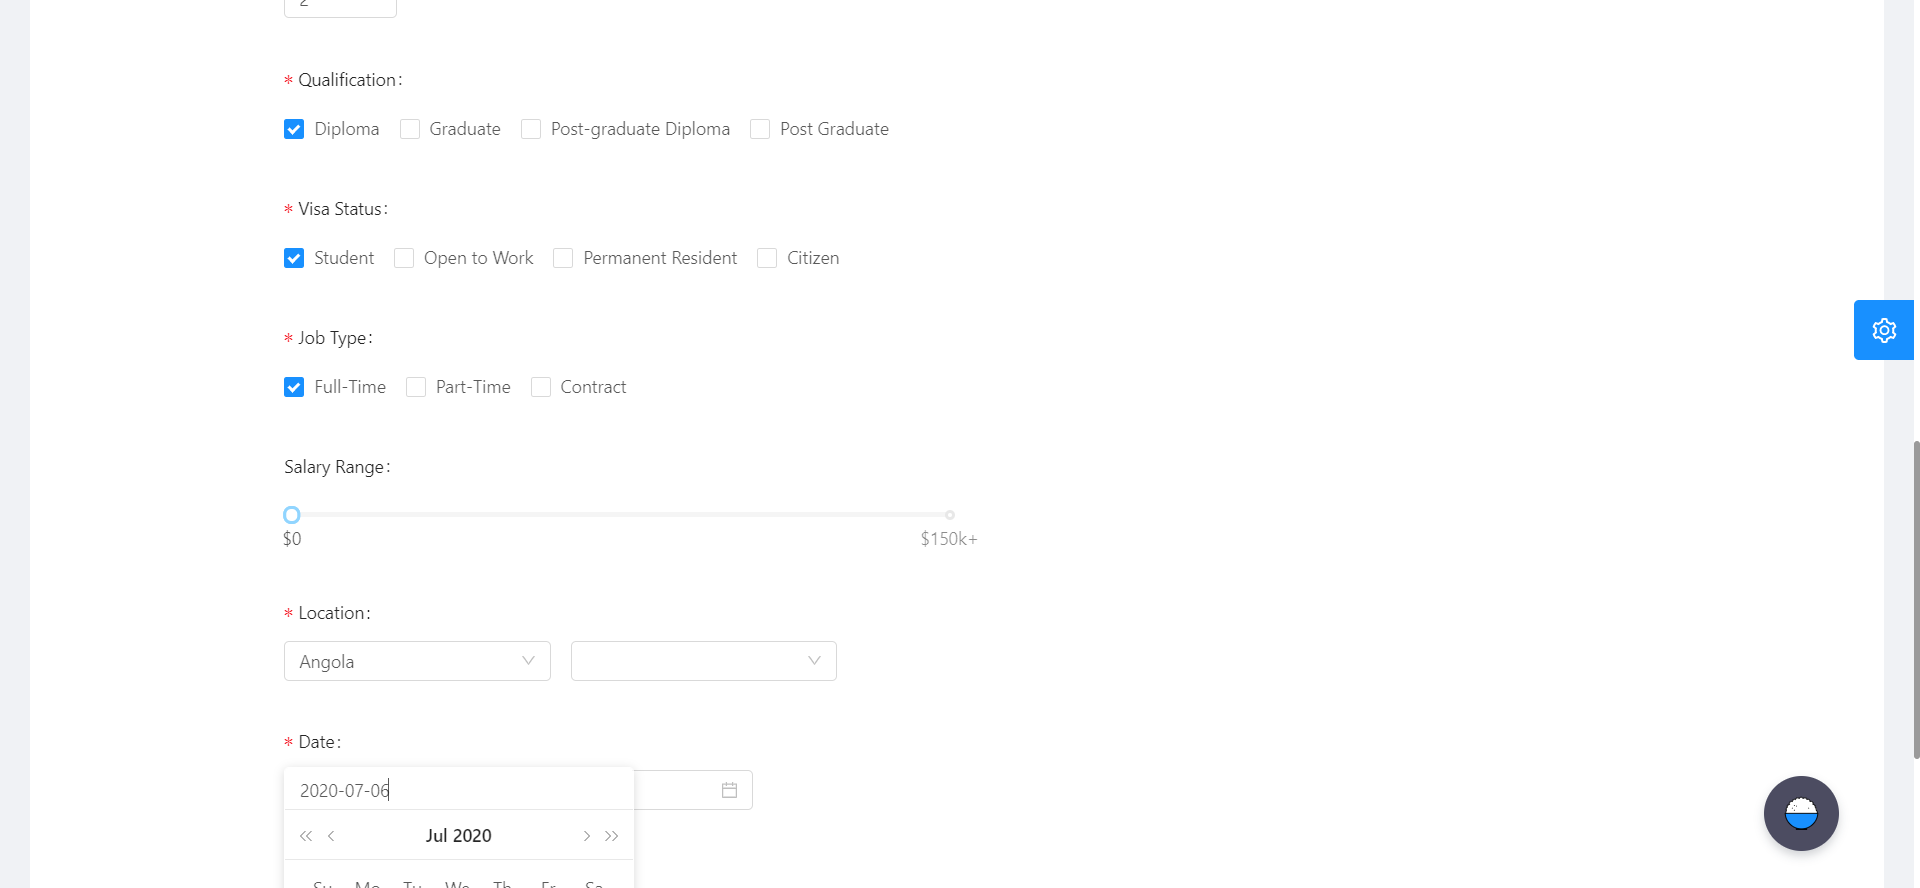 2
* Qualification:
Diploma Graduate Post-graduate Diploma Post Graduate
* Visa Status:
Student Open to Work Permanent Resident Citizen
* Job Type:
Full-Time Part-Time Contract
Salary Range:
$0 $150k+
* Location:
Angola
* Date:
2020-07-06
« ‹ Jul 2020 › »
Su Mo Tu We Th Fr Sa